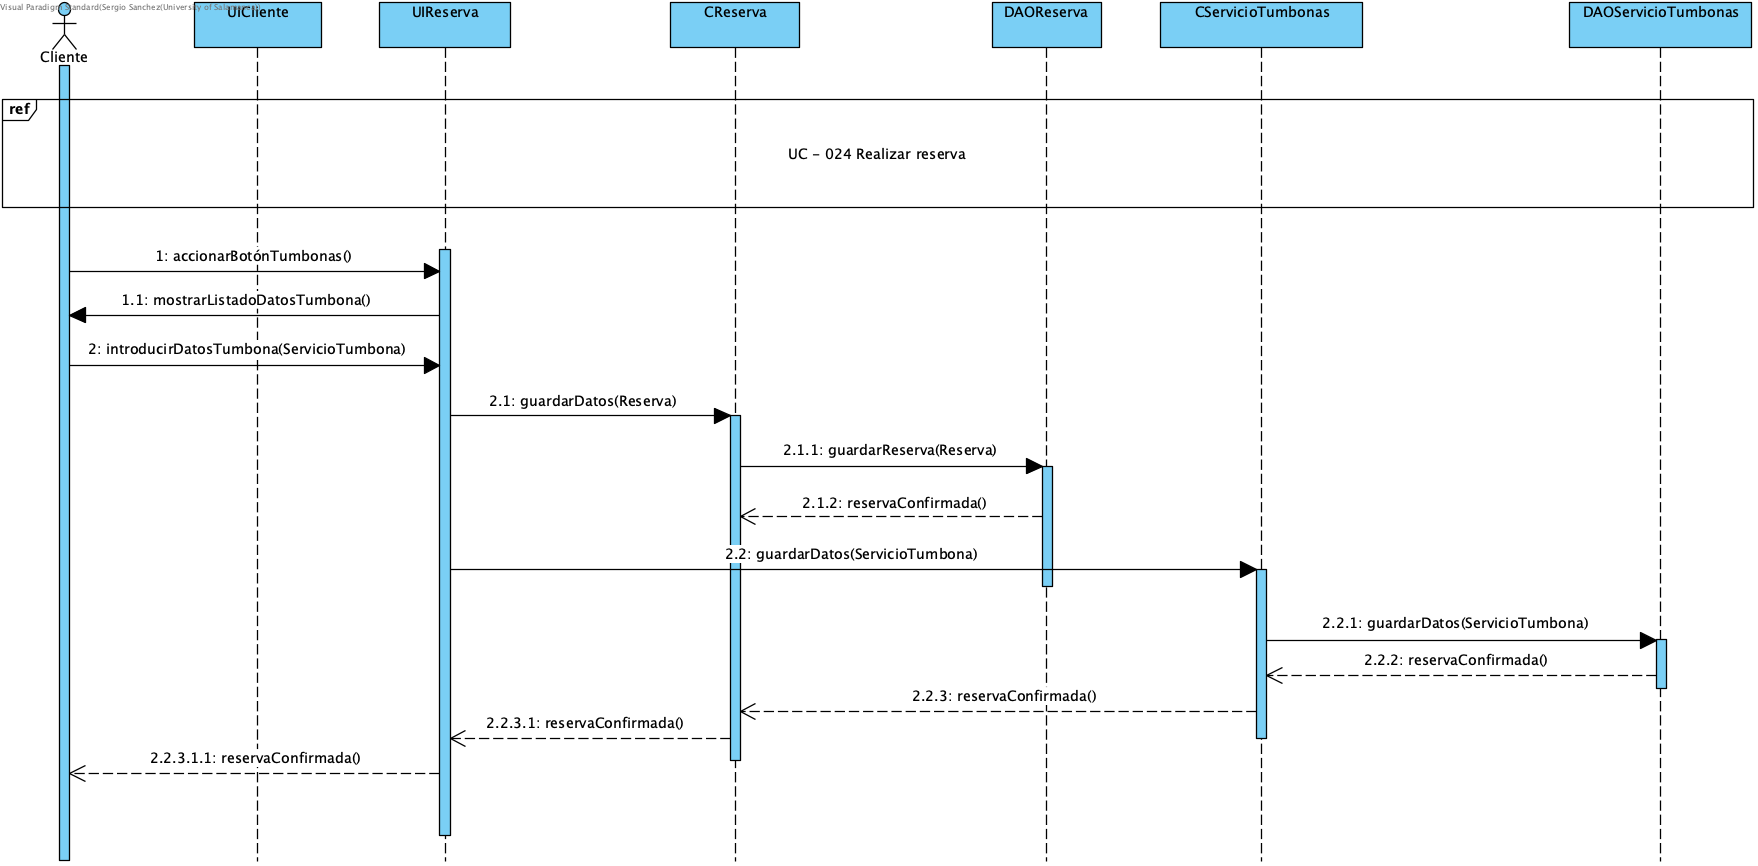 Visual Paradigm Standard(Sergio Sanchez(University of Salamanca))
Cliente
UICliente
UIReserva
CReserva
DAOReserva
CServicioTumbonas
DAOServicioTumbonas
ref
UC - 024 Realizar reserva
1: accionarBotónTumbonas()
1.1: mostrarListadoDatosTumbona()
2: introducirDatosTumbona(ServicioTumbona)
2.1: guardarDatos(Reserva)
2.1.1: guardarReserva(Reserva)
2.1.2: reservaConfirmada()
2.2: guardarDatos(ServicioTumbona)
2.2.1: guardarDatos(ServicioTumbona)
2.2.2: reservaConfirmada()
2.2.3: reservaConfirmada()
2.2.3.1: reservaConfirmada()
2.2.3.1.1: reservaConfirmada()